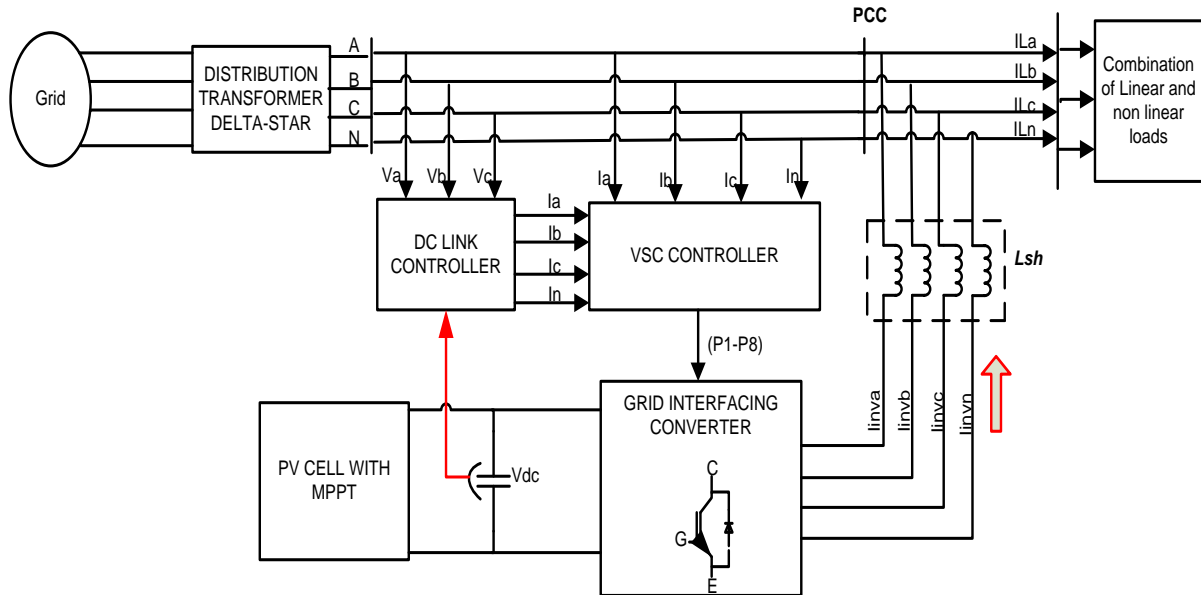 PCC
Grid
DISTRIBUTION
TRANSFORMER
DELTA-STAR
A
B
C
N
ILa
ILb
ILc
ILn
Combination
of Linear and
non linear
loads
Va
Vb
Vc
Ia
Ib
Ic
In
DC LINK
CONTROLLER
Ia
Ib
Ic
In
VSC CONTROLLER
Lsh
(P1-P8)
PV CELL WITH
MPPT
Vdc
GRID INTERFACING
CONVERTER
C
G
E
Iinva
Iinvb
Iinvc
Iinvn